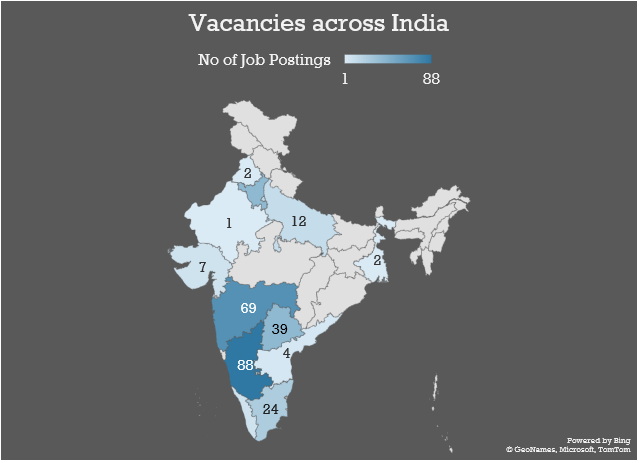 Vacancies across India
No of Job Postings
1 88
2
1
12
7
2
69
39
4
88
24
Powered by Bing
© GeoNames, Microsoft, TomTom